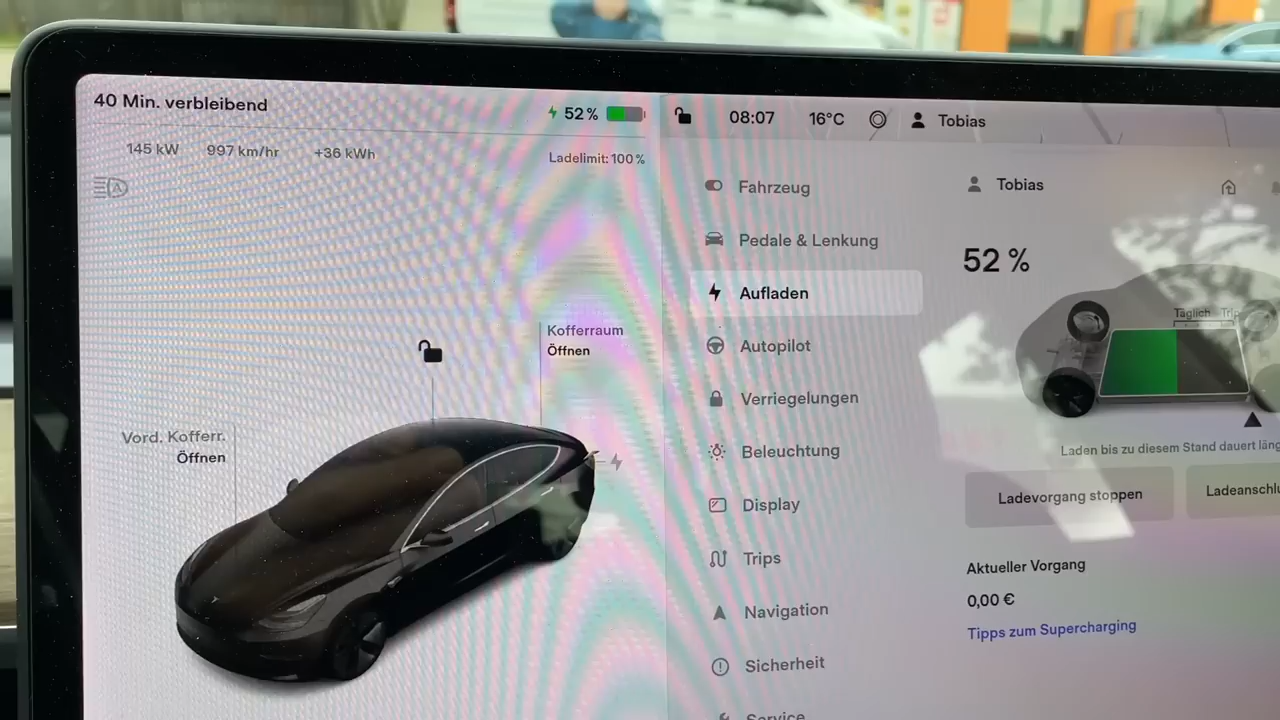 40 Min. verbleibend
52 %
145 kW 997 km/hr +36 kWh
Ladelimit: 100 %
Kofferraum
Öffnen
Vord. Kofferr.
Öffnen
08:07 16°C Tobias
Fahrzeug
Pedale & Lenkung
Aufladen
Autopilot
Verriegelungen
Beleuchtung
Display
Trips
Navigation
Sicherheit
Service
Tobias
52 %
Täglich Trip
Laden bis zu diesem Stand dauert läng
Ladevorgang stoppen
Ladeanschlu
Aktueller Vorgang
0,00 €
Tipps zum Supercharging